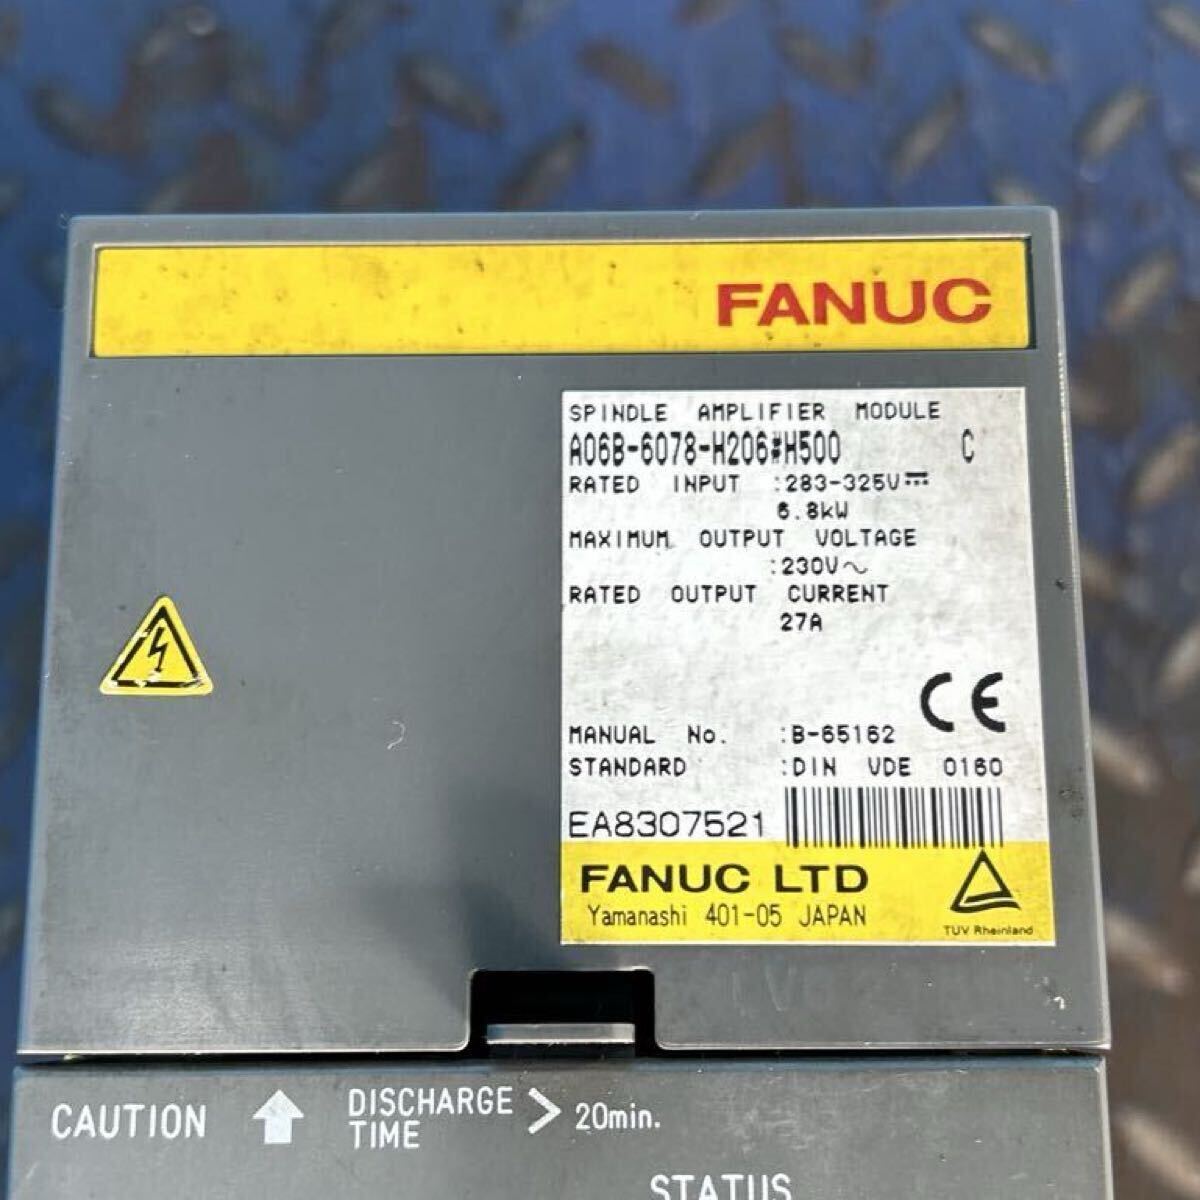 FANUC
SPINDLE AMPLIFIER MODULE
A06B-6078-H206#H500 C
RATED INPUT :283-325V⎓
6.8kW
MAXIMUM OUTPUT VOLTAGE
:230V～
RATED OUTPUT CURRENT
27A
CE
MANUAL No. :B-65162
STANDARD :DIN VDE 0160
EA8307521
FANUC LTD
Yamanashi 401-05 JAPAN
TUV Rheinland
CAUTION DISCHARGE TIME > 20min.
STATUS